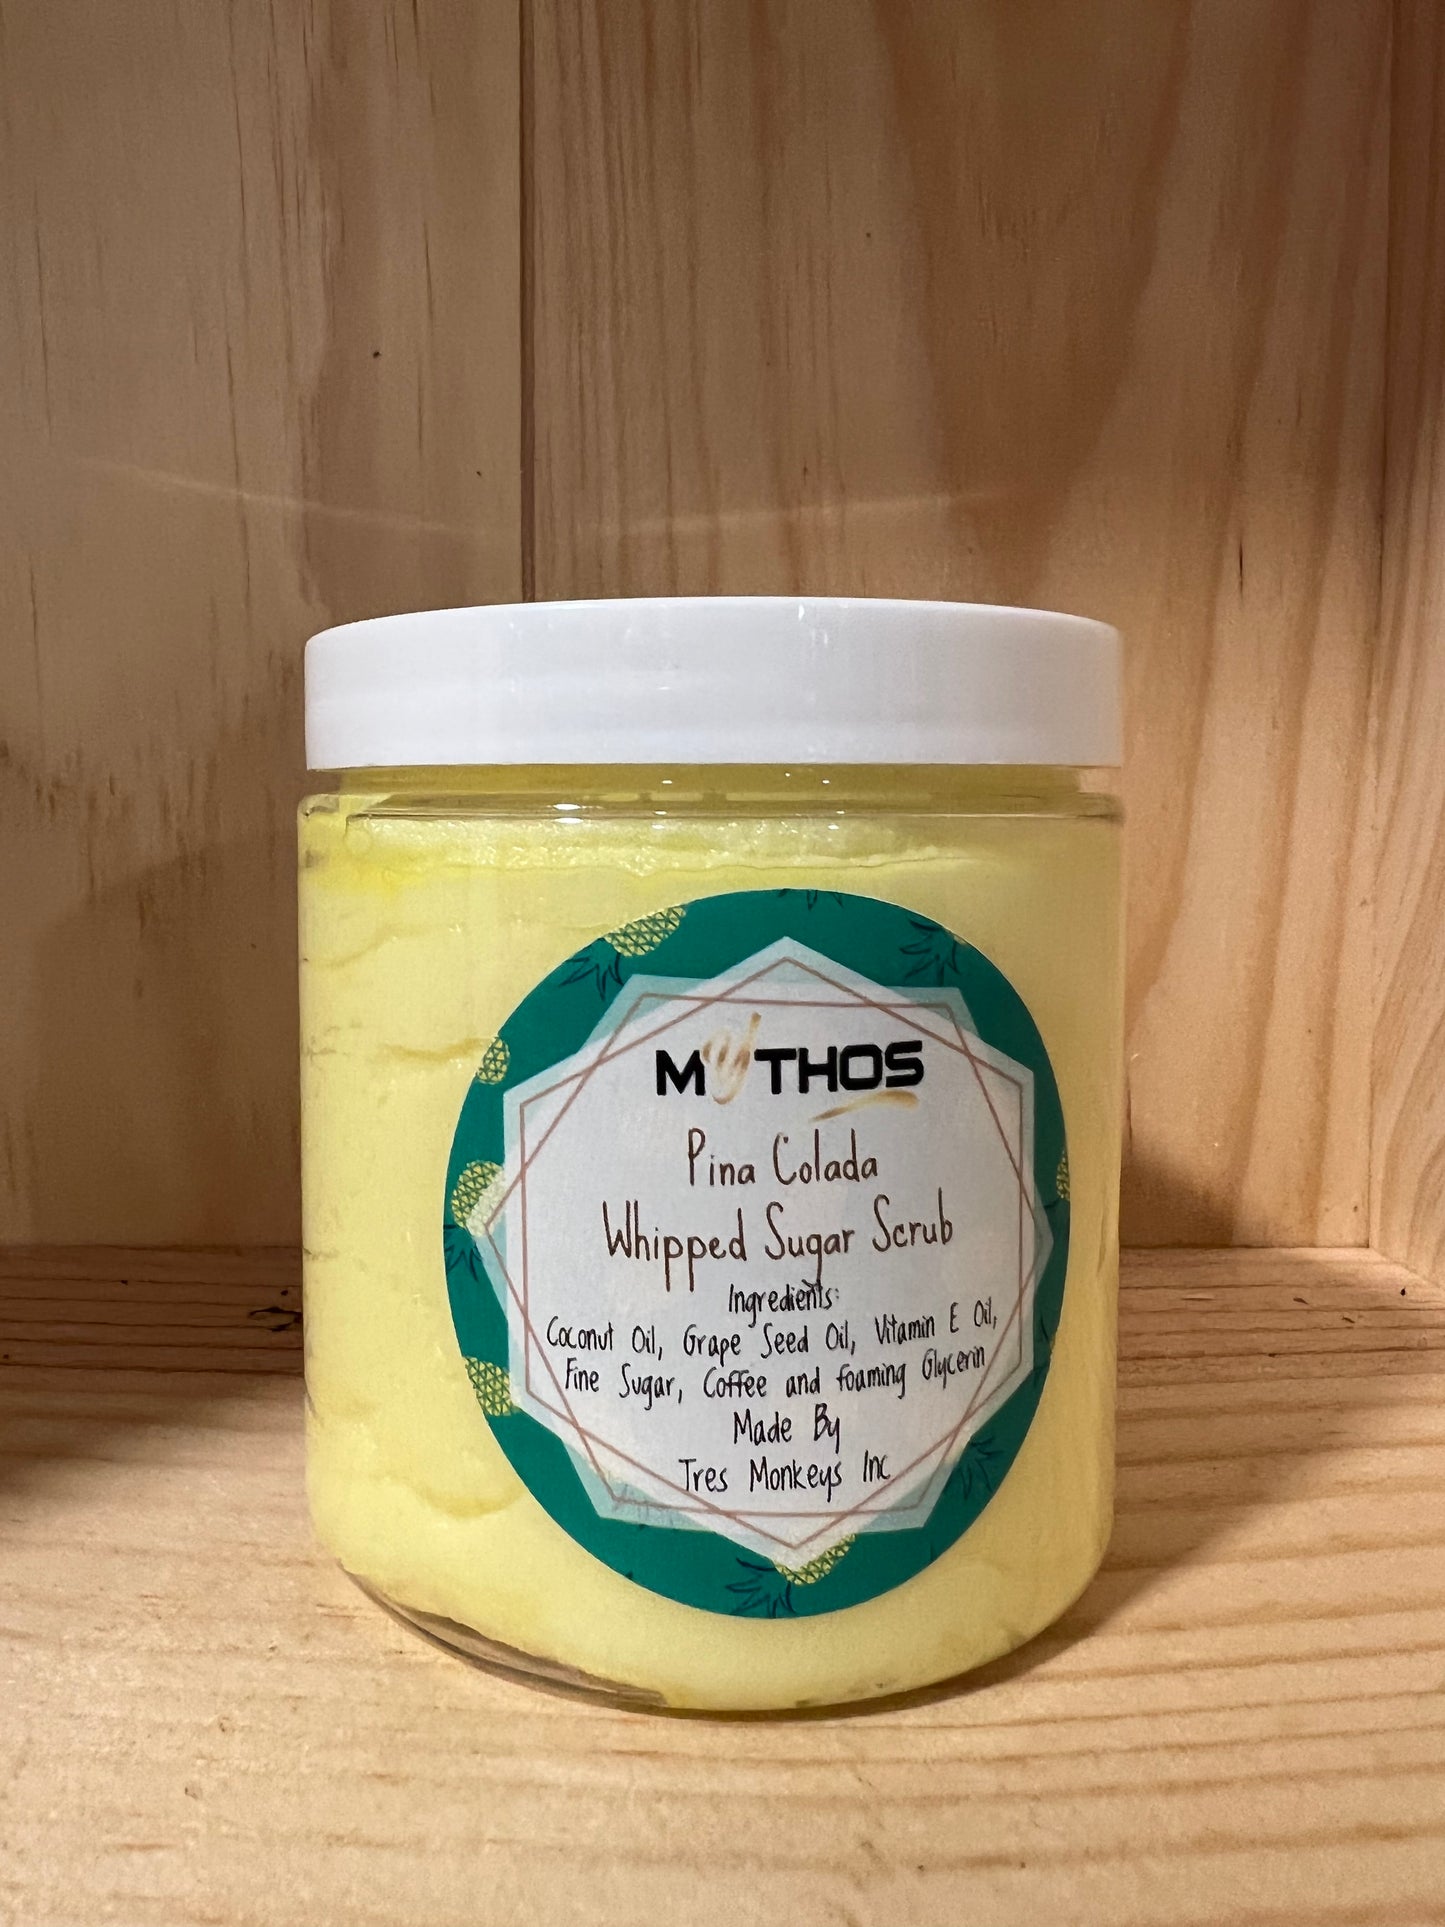 MYTHOS
Pina Colada
Whipped Sugar Scrub
Ingredients:
Coconut Oil, Grape Seed Oil, Vitamin E Oil,
Fine Sugar, Coffee and foaming Glycerin
Made By
Tres Monkeys Inc